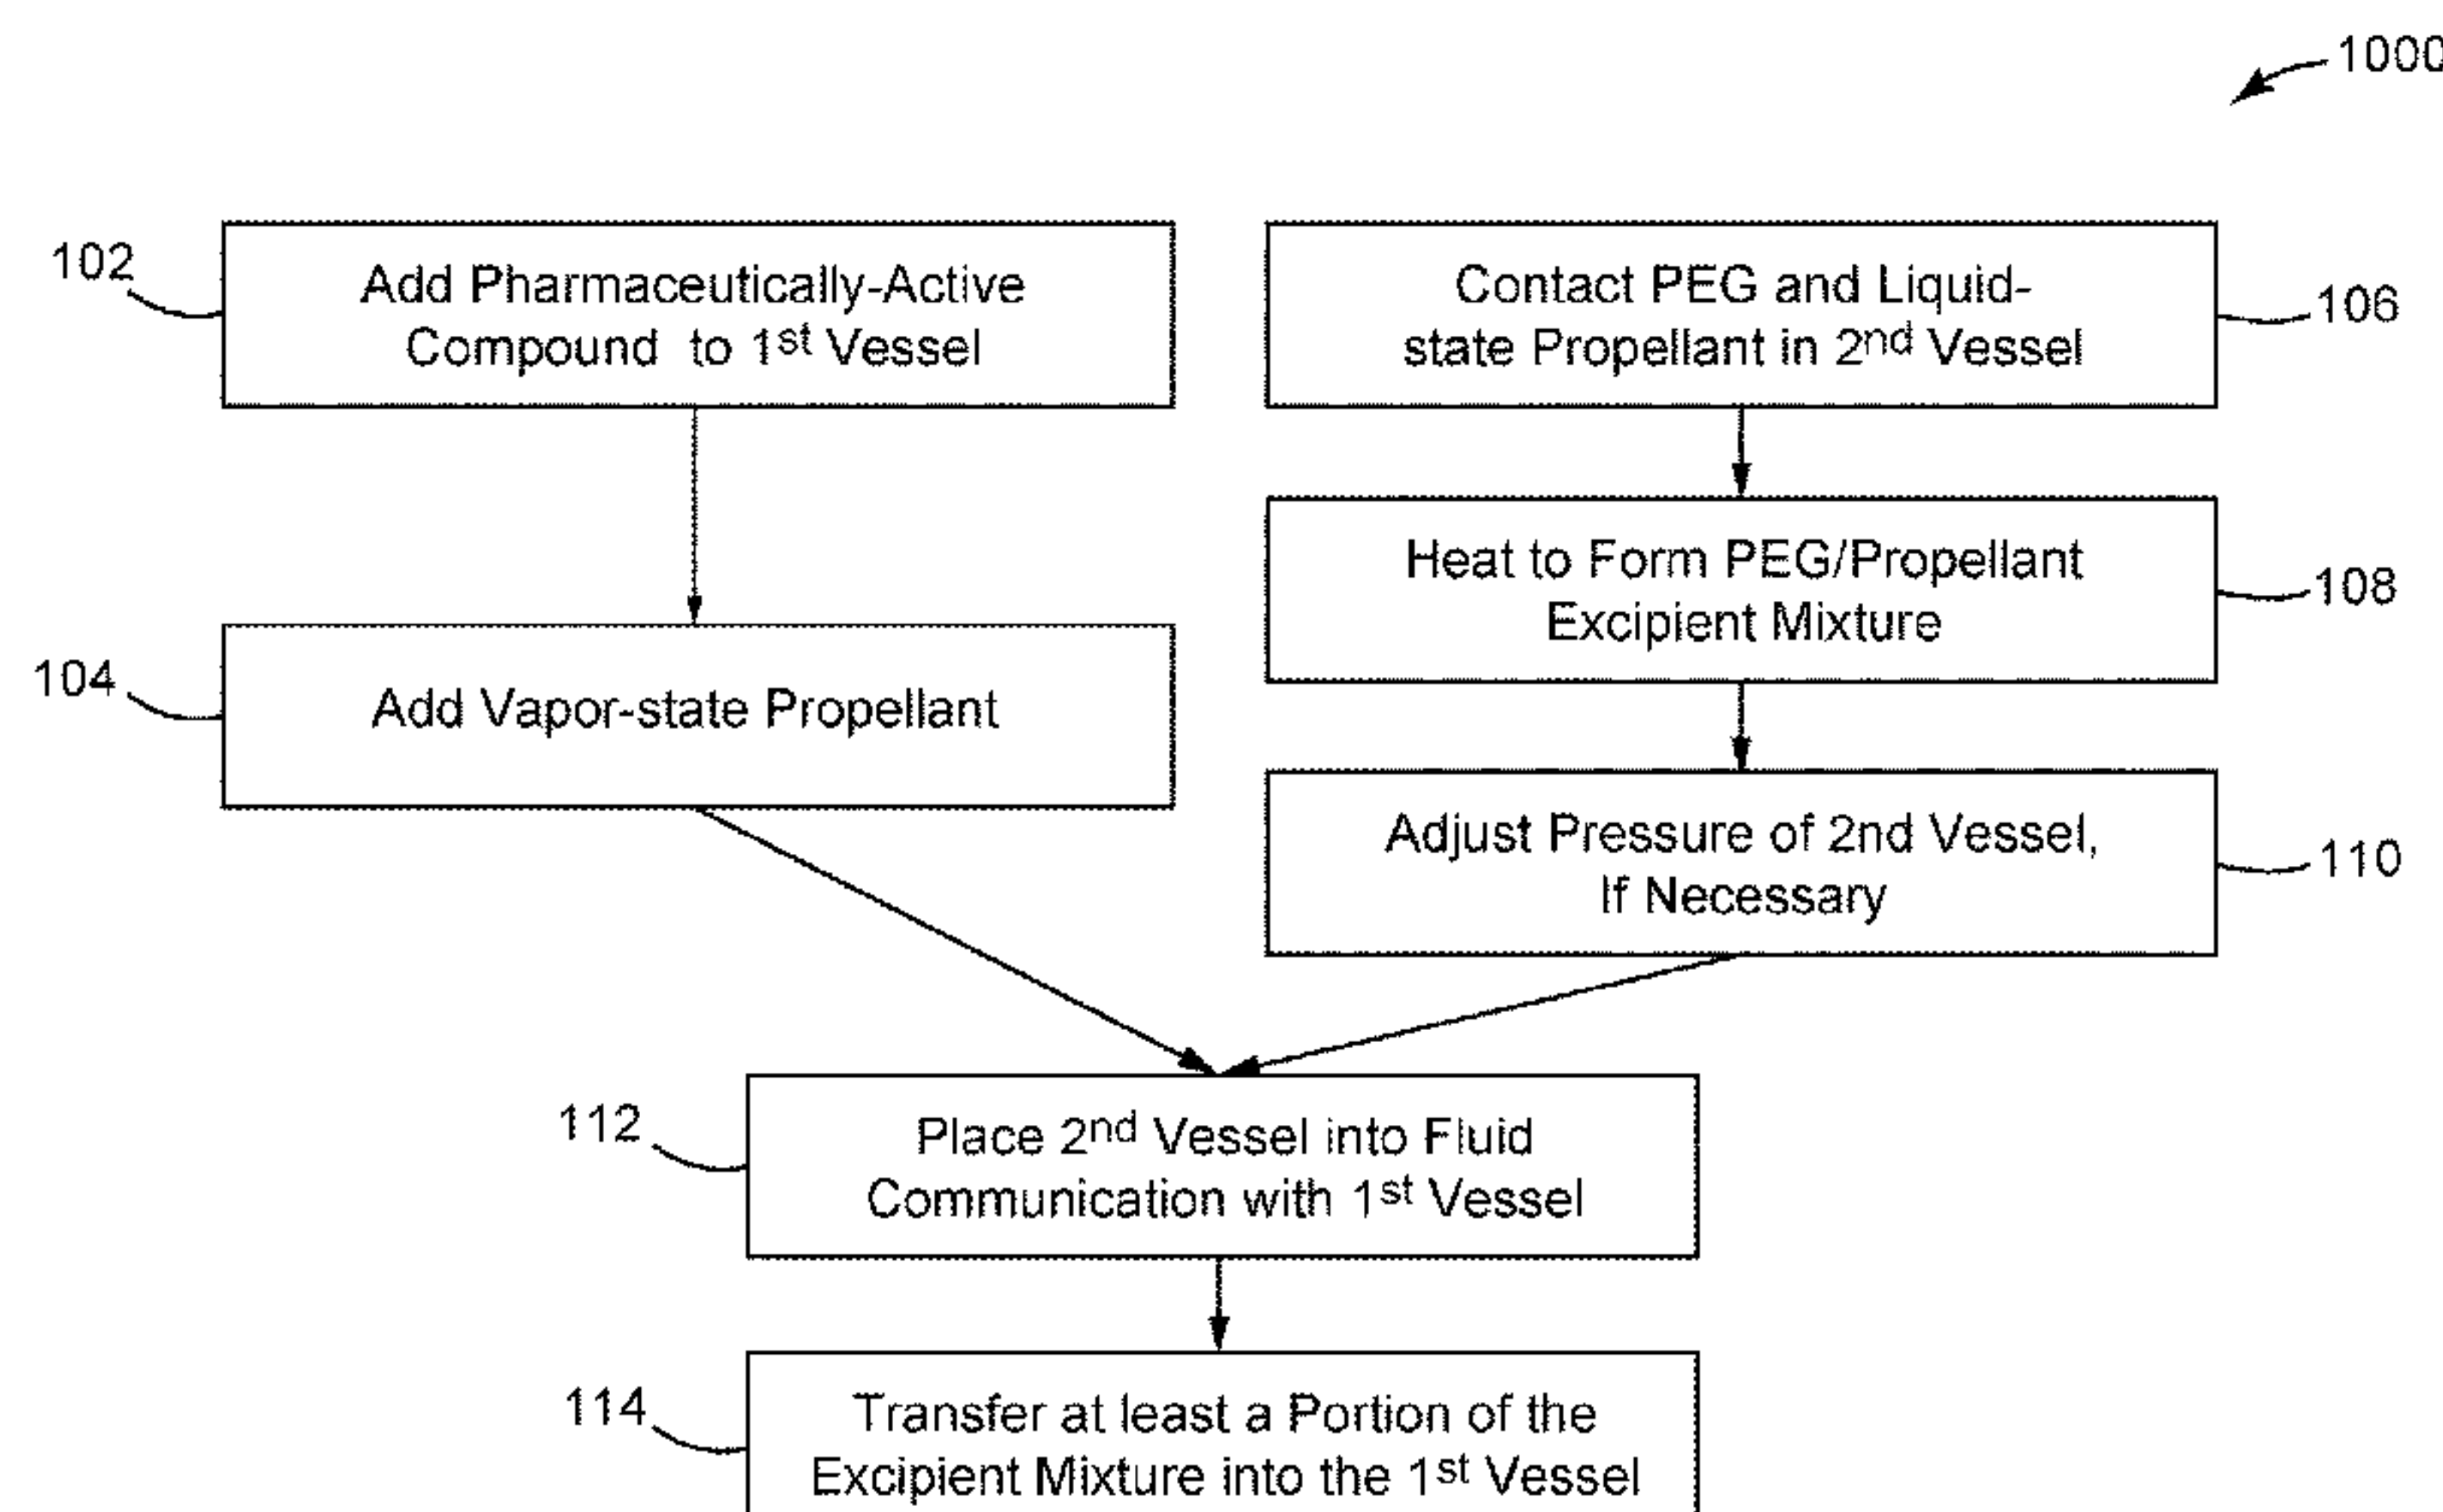 1000
102
Add Pharmaceutically-Active
Compound to 1st Vessel
Contact PEG and Liquid-
state Propellant in 2nd Vessel
106
Heat to Form PEG/Propellant
Excipient Mixture
108
104
Add Vapor-state Propellant
Adjust Pressure of 2nd Vessel,
If Necessary
110
112
Place 2nd Vessel into Fluid
Communication with 1st Vessel
114
Transfer at least a Portion of the
Excipient Mixture into the 1st Vessel